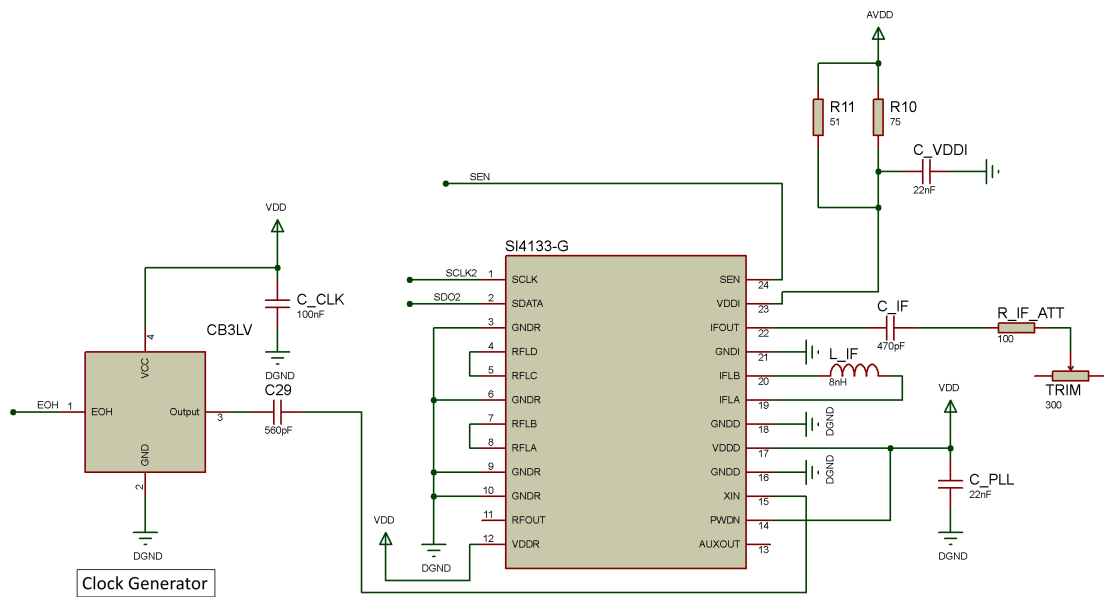 AVDD
R11
51
R10
75
C_VDDI
22nF
SEN
VDD
SI4133-G
SCLK2
1
SCLK
SEN
24
SDO2
2
SDATA
VDDI
23
C_CLK
100nF
3
GNDR
IFOUT
22
C_IF
470pF
R_IF_ATT
100
CB3LV
4
VCC
4
RFLD
GNDI
21
L_IF
8nH
DGND
5
RFLC
IFLB
20
TRIM
300
C29
560pF
6
GNDR
IFLA
19
VDD
EOH
1
EOH
Output
3
7
RFLB
GNDD
18
DGND
8
RFLA
VDDD
17
GND
2
9
GNDR
GNDD
16
DGND
C_PLL
22nF
10
GNDR
XIN
15
VDD
11
RFOUT
PWDN
14
12
VDDR
AUXOUT
13
DGND
DGND
DGND
Clock Generator